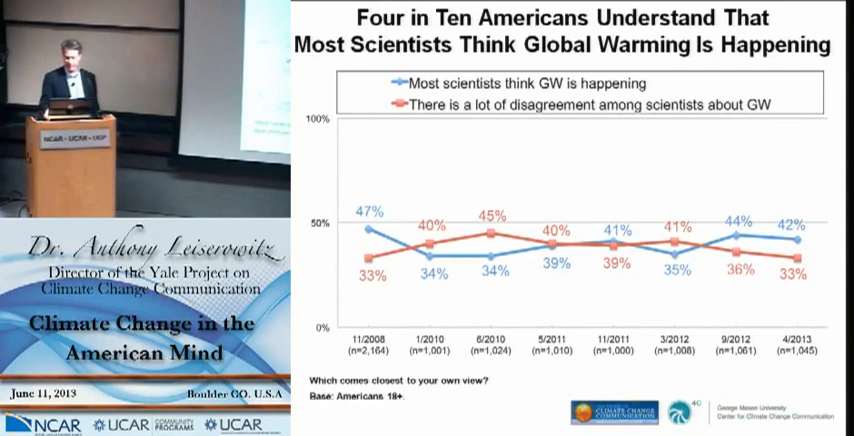 Four in Ten Americans Understand That
Most Scientists Think Global Warming Is Happening
Most scientists think GW is happening
There is a lot of disagreement among scientists about GW
100%
50%
0%
47%
34%
34%
39%
41%
35%
44%
42%
33%
40%
45%
40%
39%
41%
36%
33%
11/2008
(n=2,164)
1/2010
(n=1,001)
6/2010
(n=1,024)
5/2011
(n=1,010)
11/2011
(n=1,000)
3/2012
(n=1,008)
9/2012
(n=1,061)
4/2013
(n=1,045)
Which comes closest to your own view?
Base: Americans 18+.
CLIMATE CHANGE
COMMUNICATION
4C
George Mason University
Center for Climate Change Communication
NCAR • UCAR • UCP
Dr. Anthony Leiserowitz
Director of the Yale Project on
Climate Change Communication
Climate Change in the
American Mind
June 11, 2013
Boulder CO. U.S.A
NCAR
UCAR
COMMUNITY
PROGRAMS
UCAR